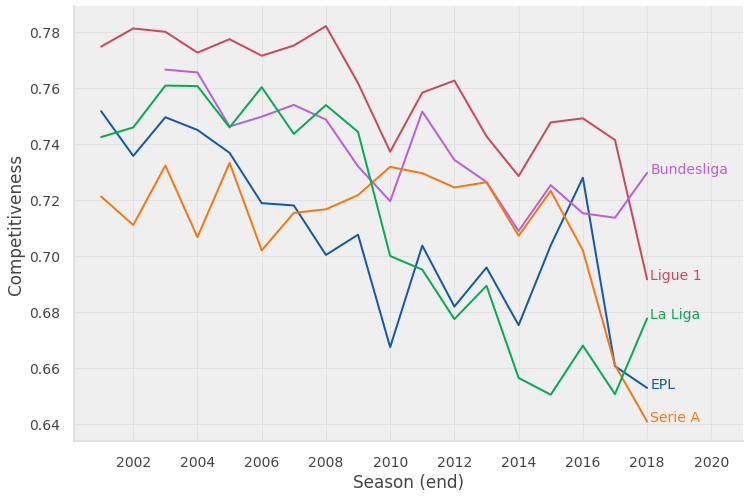 0.78
0.76
0.74
0.72
0.70
0.68
0.66
0.64
Competitiveness
Bundesliga
Ligue 1
La Liga
EPL
Serie A
2002 2004 2006 2008 2010 2012 2014 2016 2018 2020
Season (end)